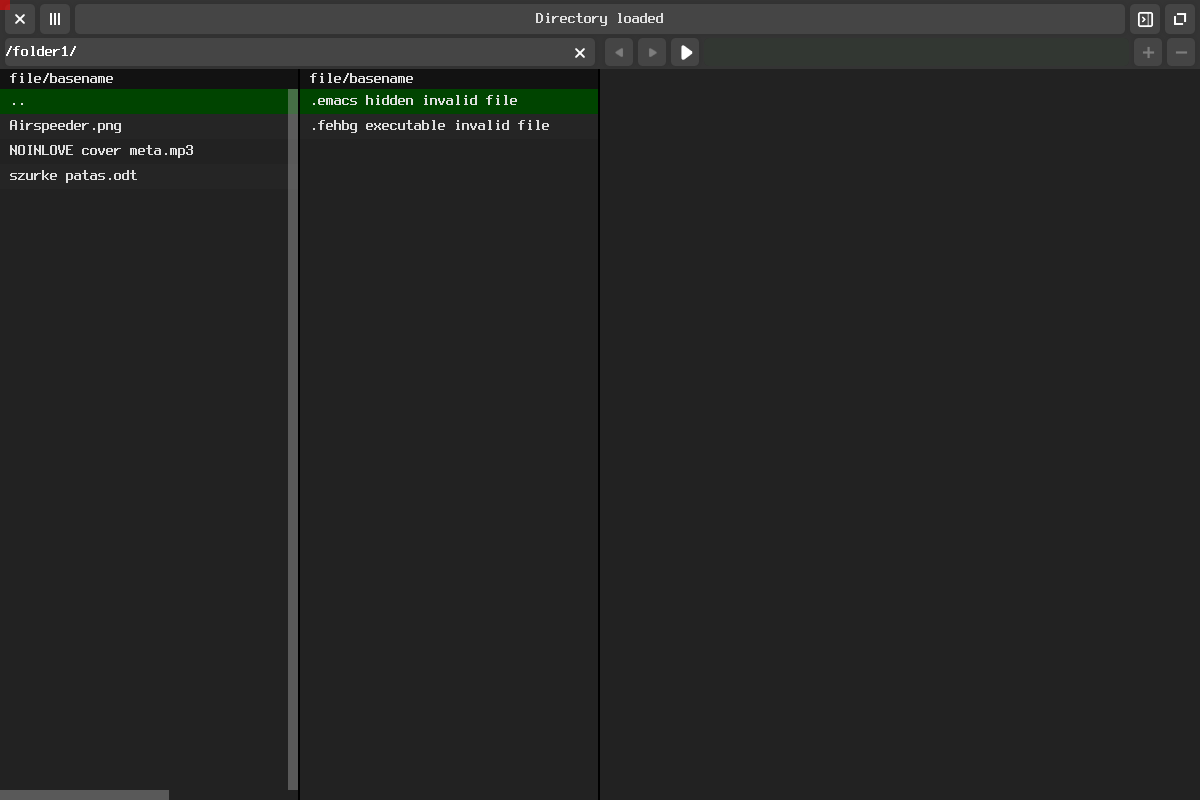 Directory loaded
/folder1/
file/basename
..
Airspeeder.png
NOINLOVE cover meta.mp3
szurke patas.odt
file/basename
.emacs hidden invalid file
.fehbg executable invalid file